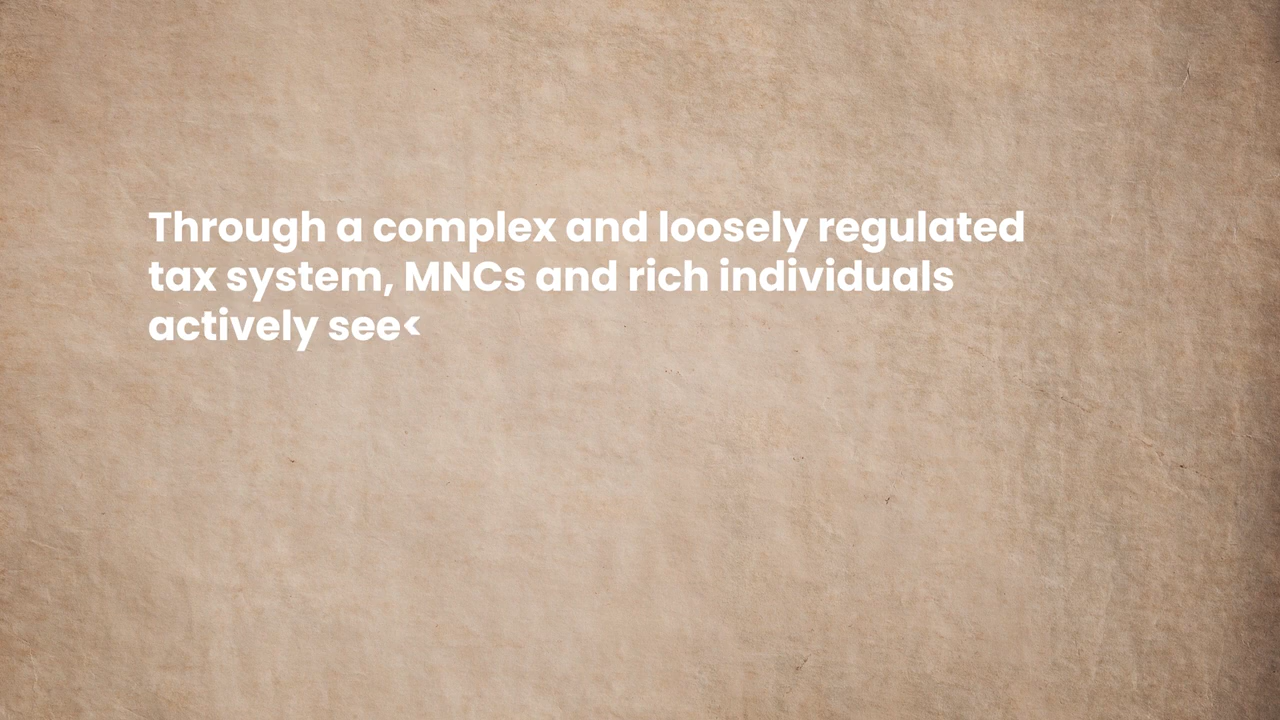 Through a complex and loosely regulated
tax system, MNCs and rich individuals
actively see<